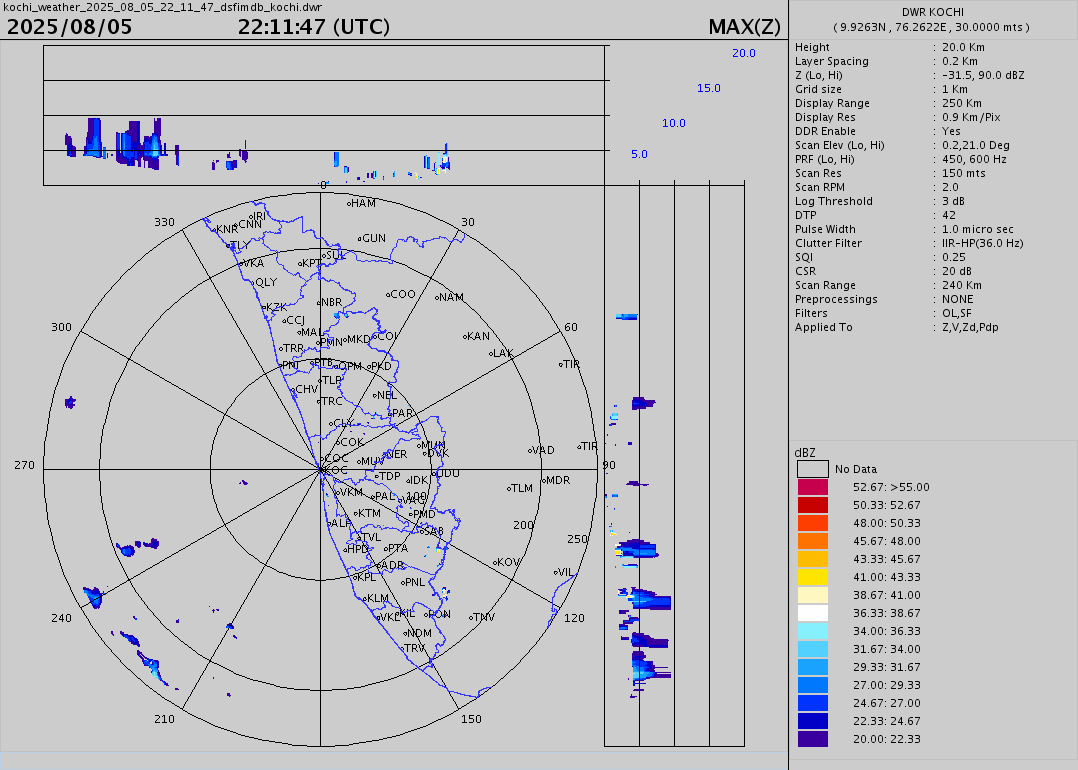 kochi_weather_2025_08_05_22_11_47_dsfimdb_kochi.dwr
2025/08/05 22:11:47 (UTC) MAX(Z)
20.0
15.0
10.0
5.0
0
330
30
300
60
270
90
240
120
210
150
100
200
250
HAM
IRI
CNN
KNR
TLY
GUN
SUL
VKA
KPT
QLY
COO
NAM
KZK
NBR
CCJ
MAL
PMN
MKD
COI
KAN
TRR
LAK
PNI
PTB
OPM
PKD
TIR
TLP
CHV
NEL
TRC
PAR
CLY
COK
MUN
DVK
VAD
TIR
COC
MUV
NER
KOC
TDP
IDK
UDU
MDR
VKM
PAL
TLM
KTM
PMD
ALP
SAB
TVL
HPD
PTA
KOV
ADR
VIL
KPL
PNL
KLM
VKL
KIL
PON
TNV
NDM
TRV
DWR KOCHI
( 9.9263N , 76.2622E , 30.0000 mts )
Height : 20.0 Km
Layer Spacing : 0.2 Km
Z (Lo, Hi) : -31.5, 90.0 dBZ
Grid size : 1 Km
Display Range : 250 Km
Display Res : 0.9 Km/Pix
DDR Enable : Yes
Scan Elev (Lo, Hi) : 0.2,21.0 Deg
PRF (Lo, Hi) : 450, 600 Hz
Scan Res : 150 mts
Scan RPM : 2.0
Log Threshold : 3 dB
DTP : 42
Pulse Width : 1.0 micro sec
Clutter Filter : IIR-HP(36.0 Hz)
SQI : 0.25
CSR : 20 dB
Scan Range : 240 Km
Preprocessings : NONE
Filters : OL,SF
Applied To : Z,V,Zd,Pdp
dBZ
No Data
52.67: >55.00
50.33: 52.67
48.00: 50.33
45.67: 48.00
43.33: 45.67
41.00: 43.33
38.67: 41.00
36.33: 38.67
34.00: 36.33
31.67: 34.00
29.33: 31.67
27.00: 29.33
24.67: 27.00
22.33: 24.67
20.00: 22.33